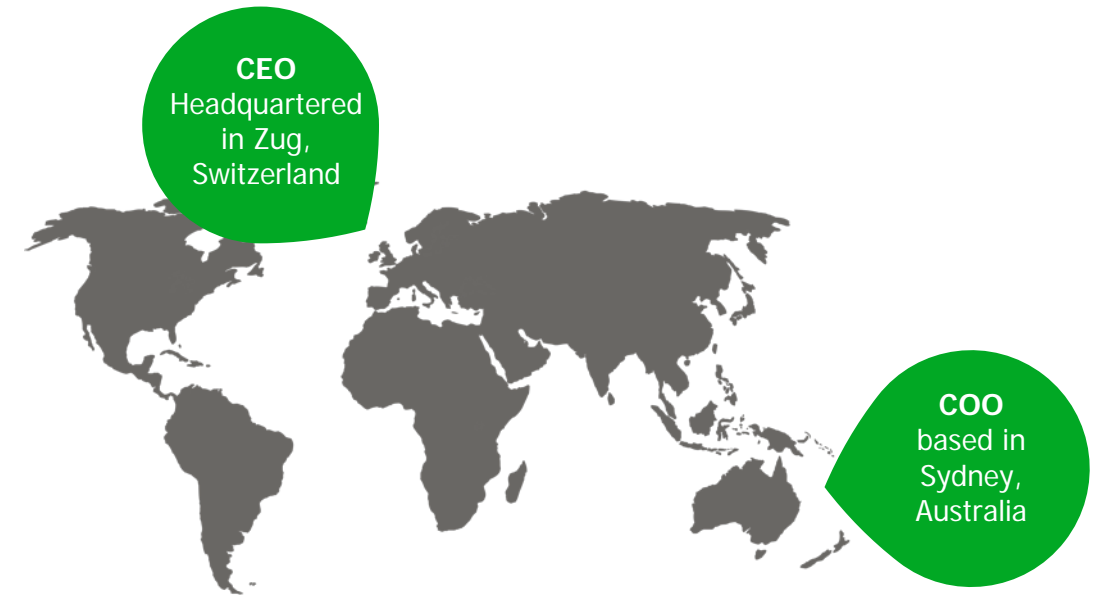 CEO
Headquartered
in Zug,
Switzerland
COO
based in
Sydney,
Australia